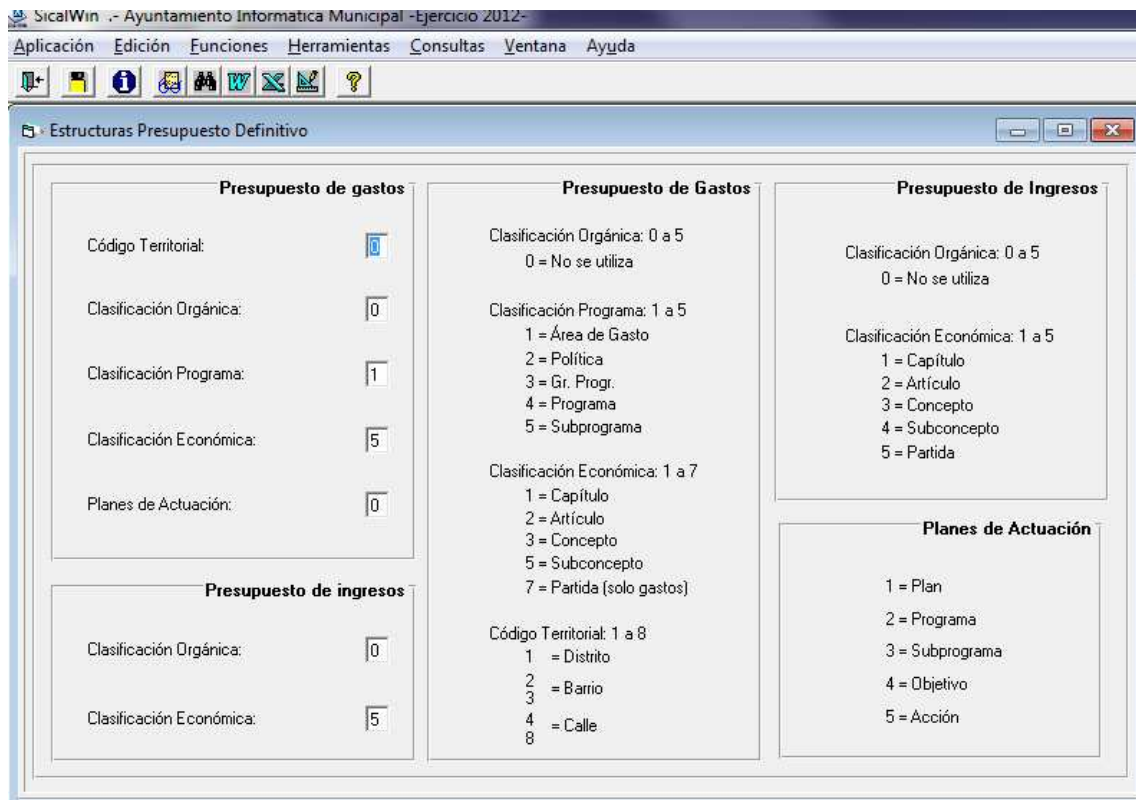 SicalWin .- Ayuntamiento Informatica Municipal -Ejercicio 2012-
Aplicación Edición Funciones Herramientas Consultas Ventana Ayuda
Estructuras Presupuesto Definitivo
Presupuesto de gastos
Código Territorial: 0
Clasificación Orgánica: 0
Clasificación Programa: 1
Clasificación Económica: 5
Planes de Actuación: 0
Presupuesto de ingresos
Clasificación Orgánica: 0
Clasificación Económica: 5
Presupuesto de Gastos
Clasificación Orgánica: 0 a 5
0 = No se utiliza
Clasificación Programa: 1 a 5
1 = Área de Gasto
2 = Política
3 = Gr. Progr.
4 = Programa
5 = Subprograma
Clasificación Económica: 1 a 7
1 = Capítulo
2 = Artículo
3 = Concepto
5 = Subconcepto
7 = Partida (solo gastos)
Código Territorial: 1 a 8
1 = Distrito
2
3 = Barrio
4
8 = Calle
Presupuesto de Ingresos
Clasificación Orgánica: 0 a 5
0 = No se utiliza
Clasificación Económica: 1 a 5
1 = Capítulo
2 = Artículo
3 = Concepto
4 = Subconcepto
5 = Partida
Planes de Actuación
1 = Plan
2 = Programa
3 = Subprograma
4 = Objetivo
5 = Acción